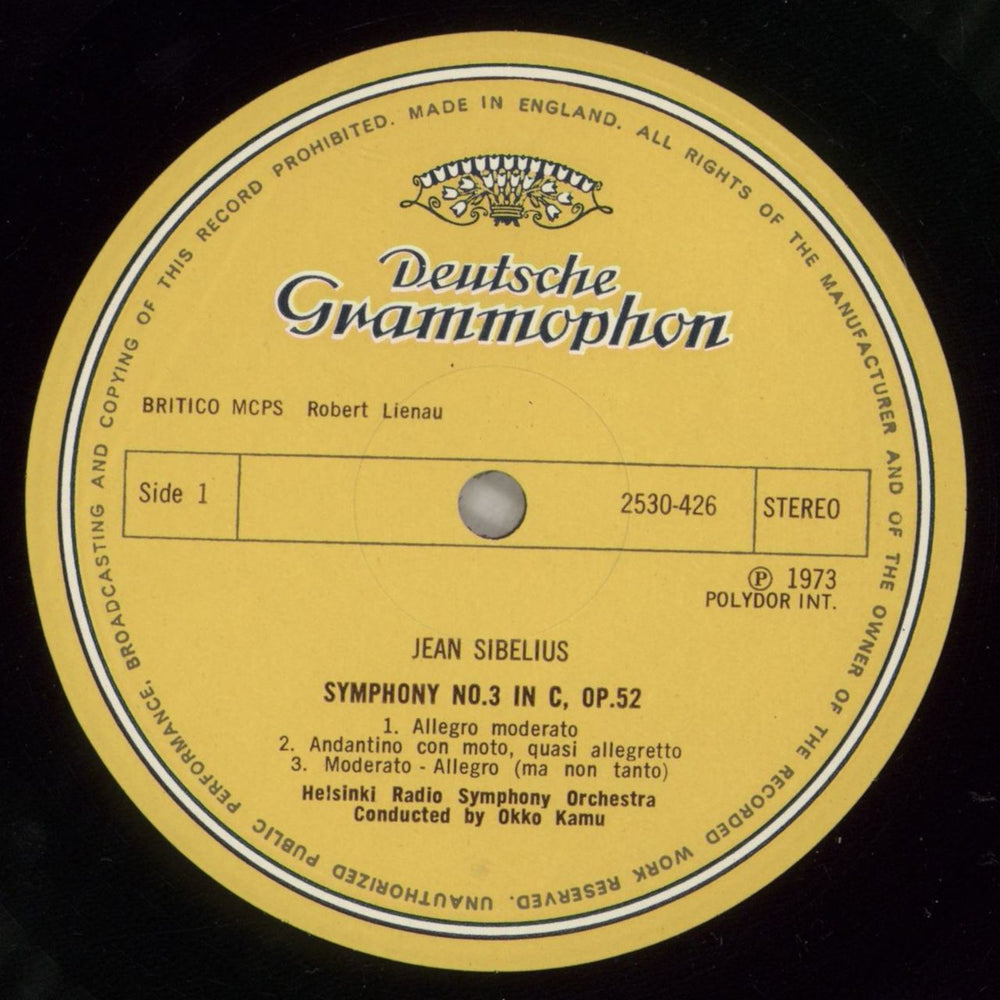 UNAUTHORIZED PUBLIC PERFORMANCE, BROADCASTING AND COPYING OF THIS RECORD PROHIBITED. MADE IN ENGLAND. ALL RIGHTS OF THE MANUFACTURER AND OF THE OWNER OF THE RECORDED WORK RESERVED.
Deutsche
Grammophon
BRITICO MCPS Robert Lienau
Side 1 2530-426 STEREO
Ⓟ 1973
POLYDOR INT.
JEAN SIBELIUS
SYMPHONY NO.3 IN C, OP.52
1. Allegro moderato
2. Andantino con moto, quasi allegretto
3. Moderato - Allegro (ma non tanto)
Helsinki Radio Symphony Orchestra
Conducted by Okko Kamu